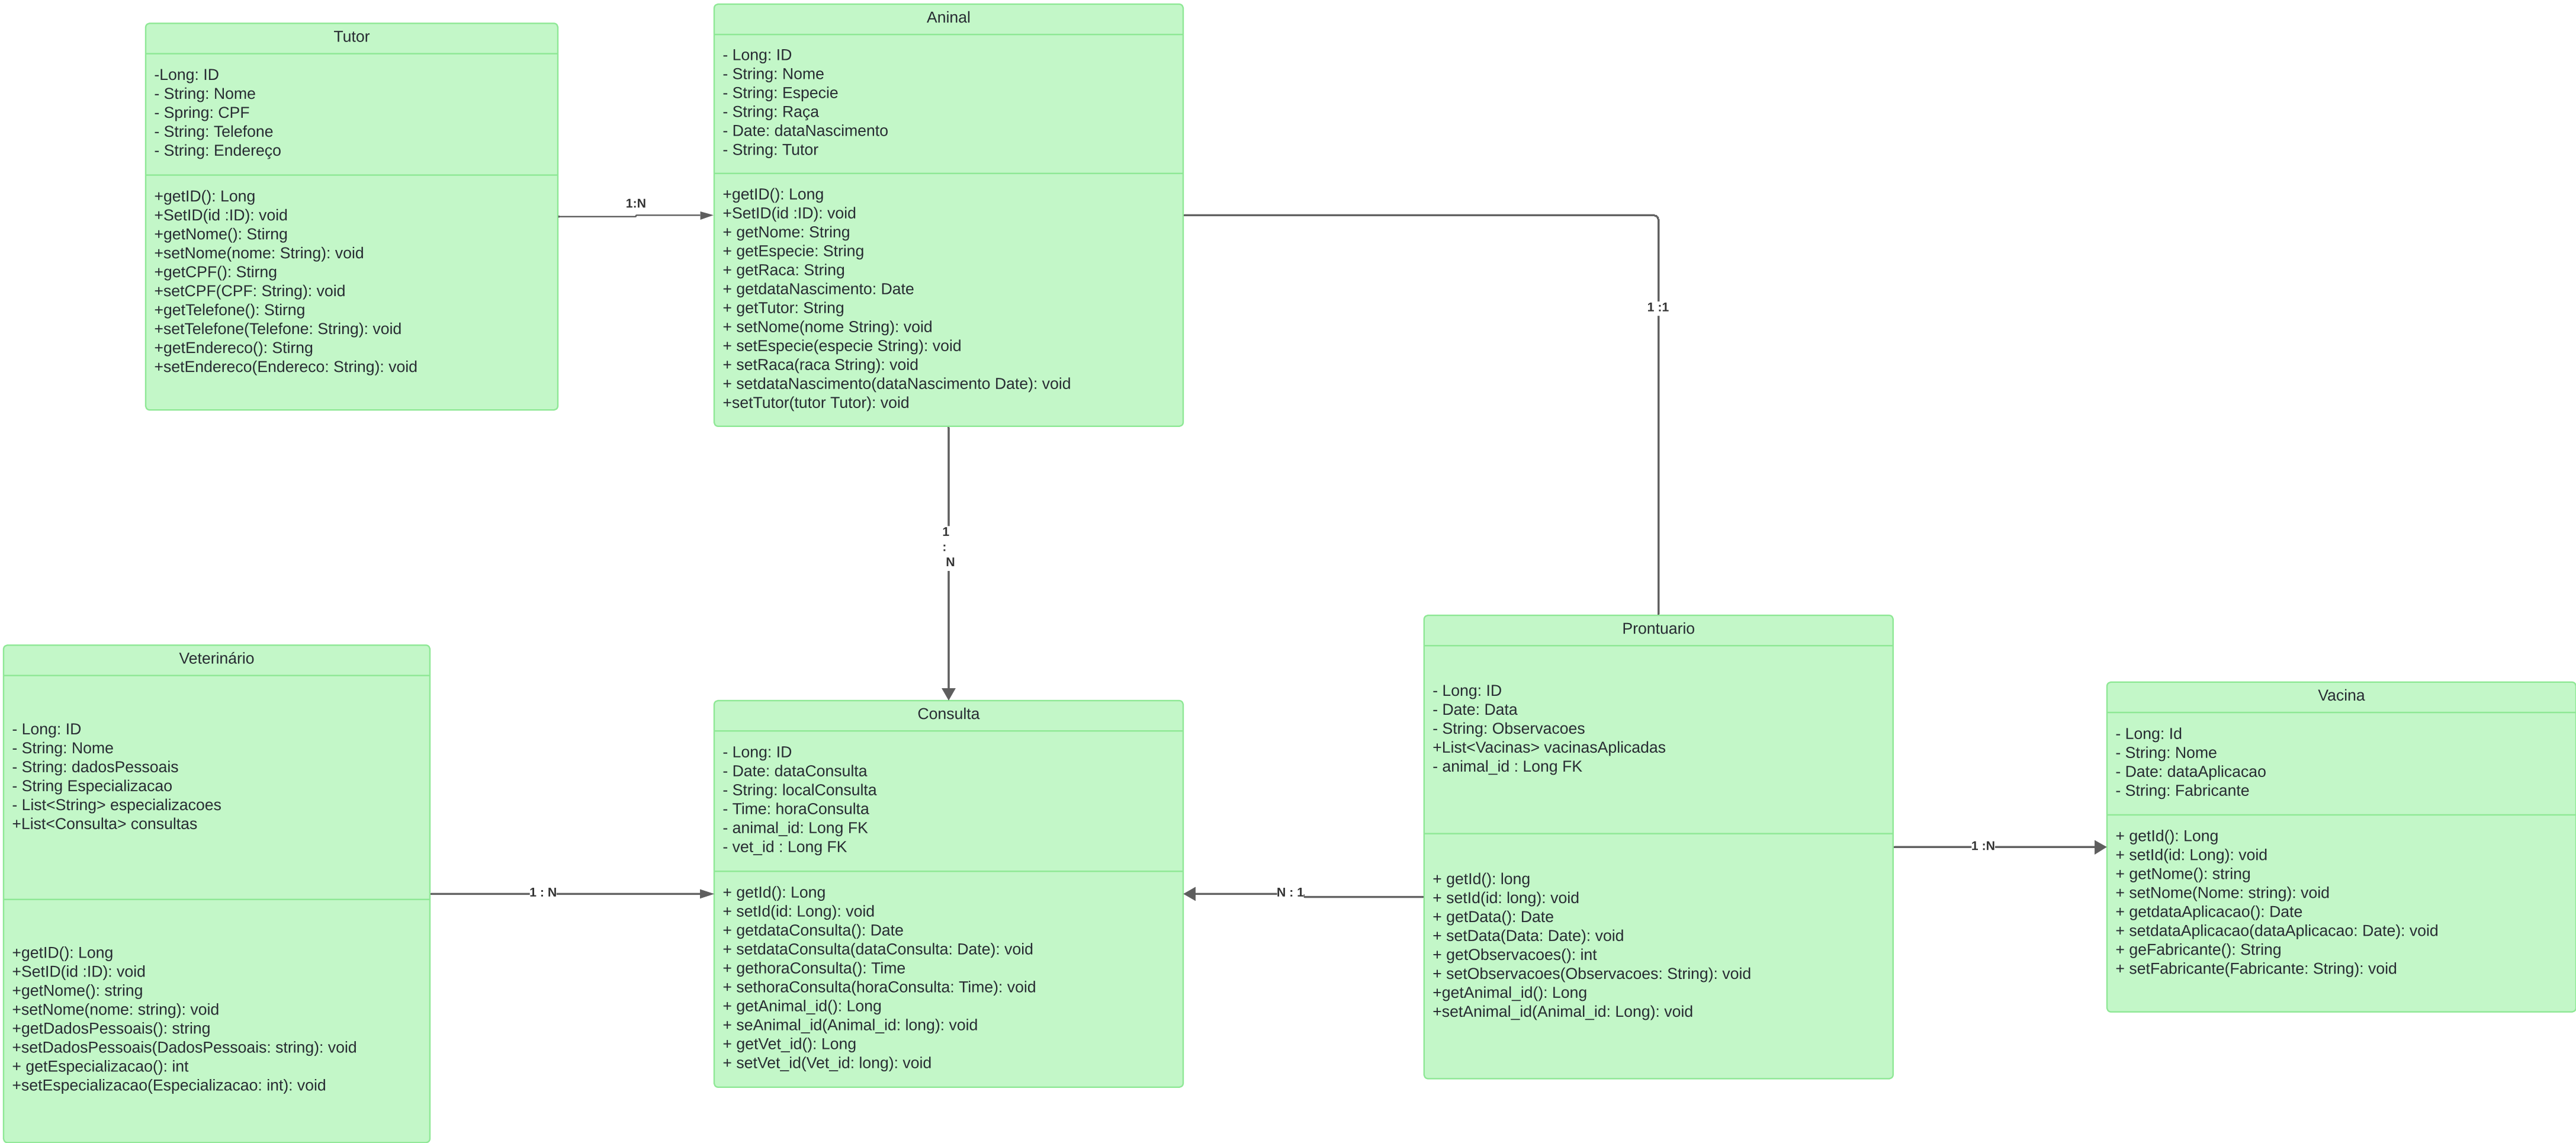 Tutor
-Long: ID
- String: Nome
- Spring: CPF
- String: Telefone
- String: Endereço
+getID(): Long
+SetID(id :ID): void
+getNome(): Stirng
+setNome(nome: String): void
+getCPF(): Stirng
+setCPF(CPF: String): void
+getTelefone(): Stirng
+setTelefone(Telefone: String): void
+getEndereco(): Stirng
+setEndereco(Endereco: String): void
1:N
Aninal
- Long: ID
- String: Nome
- String: Especie
- String: Raça
- Date: dataNascimento
- String: Tutor
+getID(): Long
+SetID(id :ID): void
+ getNome: String
+ getEspecie: String
+ getRaca: String
+ getdataNascimento: Date
+ getTutor: String
+ setNome(nome String): void
+ setEspecie(especie String): void
+ setRaca(raca String): void
+ setdataNascimento(dataNascimento Date): void
+setTutor(tutor Tutor): void
1 :1
1
:
N
Veterinário
- Long: ID
- String: Nome
- String: dadosPessoais
- String Especializacao
- List<String> especializacoes
+List<Consulta> consultas
+getID(): Long
+SetID(id :ID): void
+getNome(): string
+setNome(nome: string): void
+getDadosPessoais(): string
+setDadosPessoais(DadosPessoais: string): void
+ getEspecializacao(): int
+setEspecializacao(Especializacao: int): void
1 : N
Consulta
- Long: ID
- Date: dataConsulta
- String: localConsulta
- Time: horaConsulta
- animal_id: Long FK
- vet_id : Long FK
+ getId(): Long
+ setId(id: Long): void
+ getdataConsulta(): Date
+ setdataConsulta(dataConsulta: Date): void
+ gethoraConsulta(): Time
+ sethoraConsulta(horaConsulta: Time): void
+ getAnimal_id(): Long
+ seAnimal_id(Animal_id: long): void
+ getVet_id(): Long
+ setVet_id(Vet_id: long): void
N : 1
Prontuario
- Long: ID
- Date: Data
- String: Observacoes
+List<Vacinas> vacinasAplicadas
- animal_id : Long FK
+ getId(): long
+ setId(id: long): void
+ getData(): Date
+ setData(Data: Date): void
+ getObservacoes(): int
+ setObservacoes(Observacoes: String): void
+getAnimal_id(): Long
+setAnimal_id(Animal_id: Long): void
1 :N
Vacina
- Long: Id
- String: Nome
- Date: dataAplicacao
- String: Fabricante
+ getId(): Long
+ setId(id: Long): void
+ getNome(): string
+ setNome(Nome: string): void
+ getdataAplicacao(): Date
+ setdataAplicacao(dataAplicacao: Date): void
+ geFabricante(): String
+ setFabricante(Fabricante: String): void